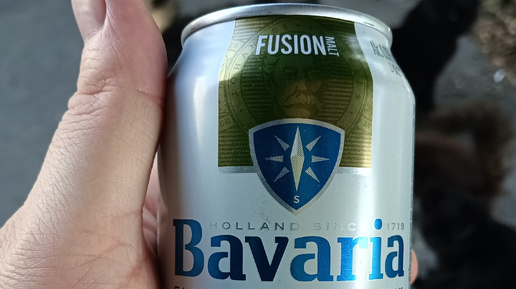 FUSION
MALT
S
HOLLAND SINCE 1719
Bavaria